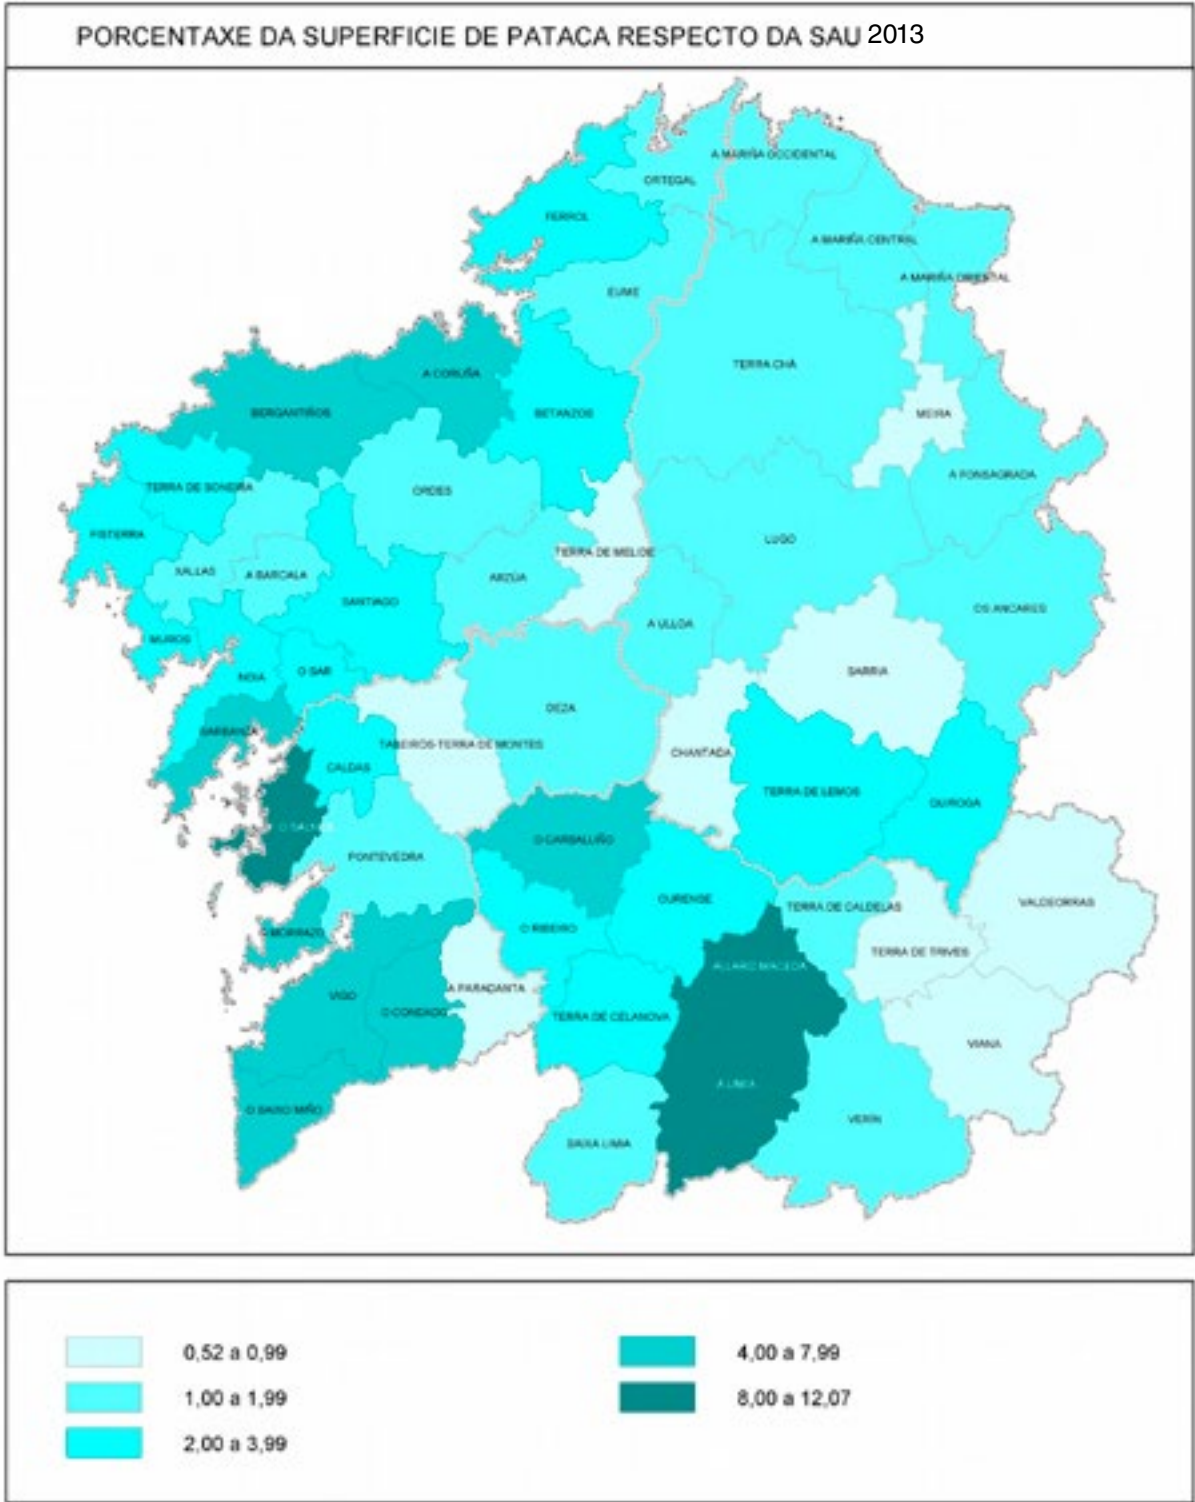 PORCENTAXE DA SUPERFICIE DE PATACA RESPECTO DA SAU 2013
A MARIÑA OCCIDENTAL
ORTEGAL
FERROL
A MARIÑA CENTRAL
A MARIÑA ORIENTAL
EUME
TERRA CHÁ
A CORUÑA
BERGANTIÑOS
BETANZOS
MEIRA
A FONSAGRADA
TERRA DE SONEIRA
ORDES
FISTERRA
LUGO
TERRA DE MELIDE
XALLAS
A BARCALA
ARZÚA
SANTIAGO
OS ANCARES
A ULLOA
MUROS
NOIA
O SAR
SARRIA
DEZA
BARBANZA
TABEIROS-TERRA DE MONTES
CHANTADA
CALDAS
TERRA DE LEMOS
QUIROGA
O SALNÉS
O CARBALLIÑO
PONTEVEDRA
OURENSE
TERRA DE CALDELAS
VALDEORRAS
O MORRAZO
O RIBEIRO
TERRA DE TRIVES
ALLARIZ-MACEDA
VIGO
A PARADANTA
O CONDADO
TERRA DE CELANOVA
VIANA
A LIMIA
O BAIXO MIÑO
VERÍN
BAIXA LIMIA
0,52 a 0,99
4,00 a 7,99
1,00 a 1,99
8,00 a 12,07
2,00 a 3,99